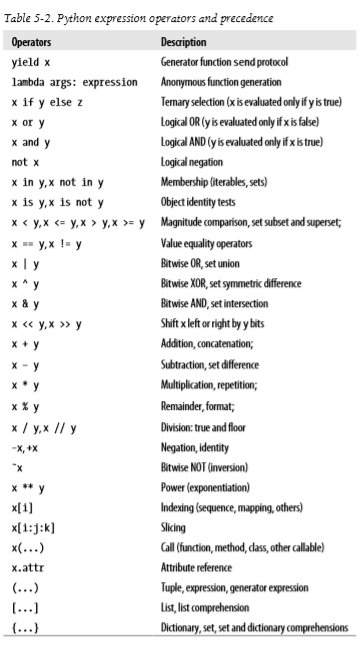 Table 5-2. Python expression operators and precedence
Operators Description
yield x Generator function send protocol
lambda args: expression Anonymous function generation
x if y else z Ternary selection (x is evaluated only if y is true)
x or y Logical OR (y is evaluated only if x is false)
x and y Logical AND (y is evaluated only if x is true)
not x Logical negation
x in y,x not in y Membership (iterables, sets)
x is y,x is not y Object identity tests
x < y,x <= y,x > y,x >= y Magnitude comparison, set subset and superset;
x == y,x != y Value equality operators
x | y Bitwise OR, set union
x ^ y Bitwise XOR, set symmetric difference
x & y Bitwise AND, set intersection
x << y,x >> y Shift x left or right by y bits
x + y Addition, concatenation;
x - y Subtraction, set difference
x * y Multiplication, repetition;
x % y Remainder, format;
x / y,x // y Division: true and floor
-x,+x Negation, identity
~x Bitwise NOT (inversion)
x ** y Power (exponentiation)
x[i] Indexing (sequence, mapping, others)
x[i:j:k] Slicing
x(...) Call (function, method, class, other callable)
x.attr Attribute reference
(...) Tuple, expression, generator expression
[...] List, list comprehension
{...} Dictionary, set, set and dictionary comprehensions